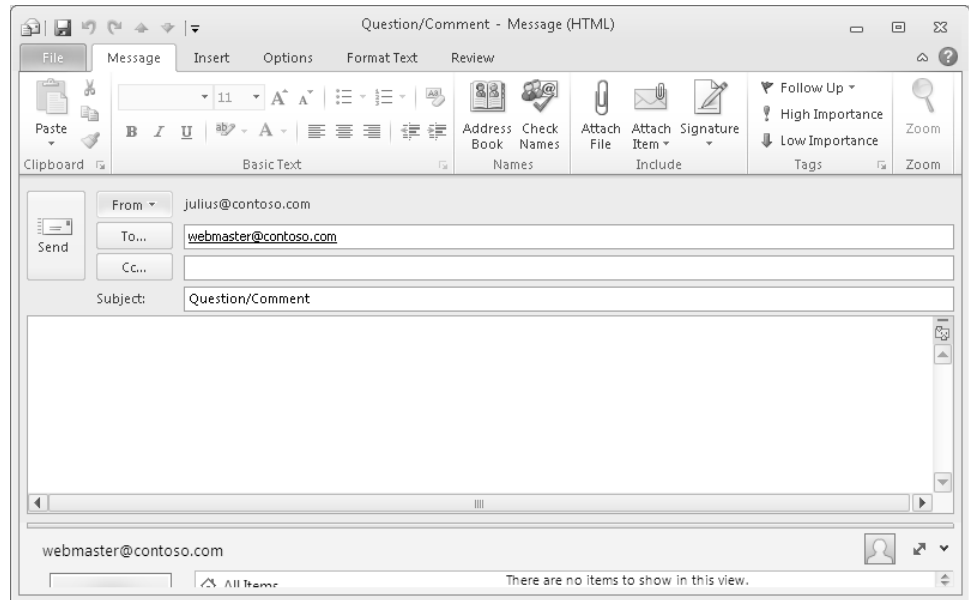 Question/Comment - Message (HTML)
File Message Insert Options Format Text Review
Paste
Clipboard
11
A A
B I U ab A
Basic Text
Address Book
Check Names
Names
Attach File
Attach Item
Signature
Include
Follow Up
High Importance
Low Importance
Tags
Zoom
Zoom
Send
From julius@contoso.com
To... webmaster@contoso.com
Cc...
Subject: Question/Comment
webmaster@contoso.com
All Items
There are no items to show in this view.